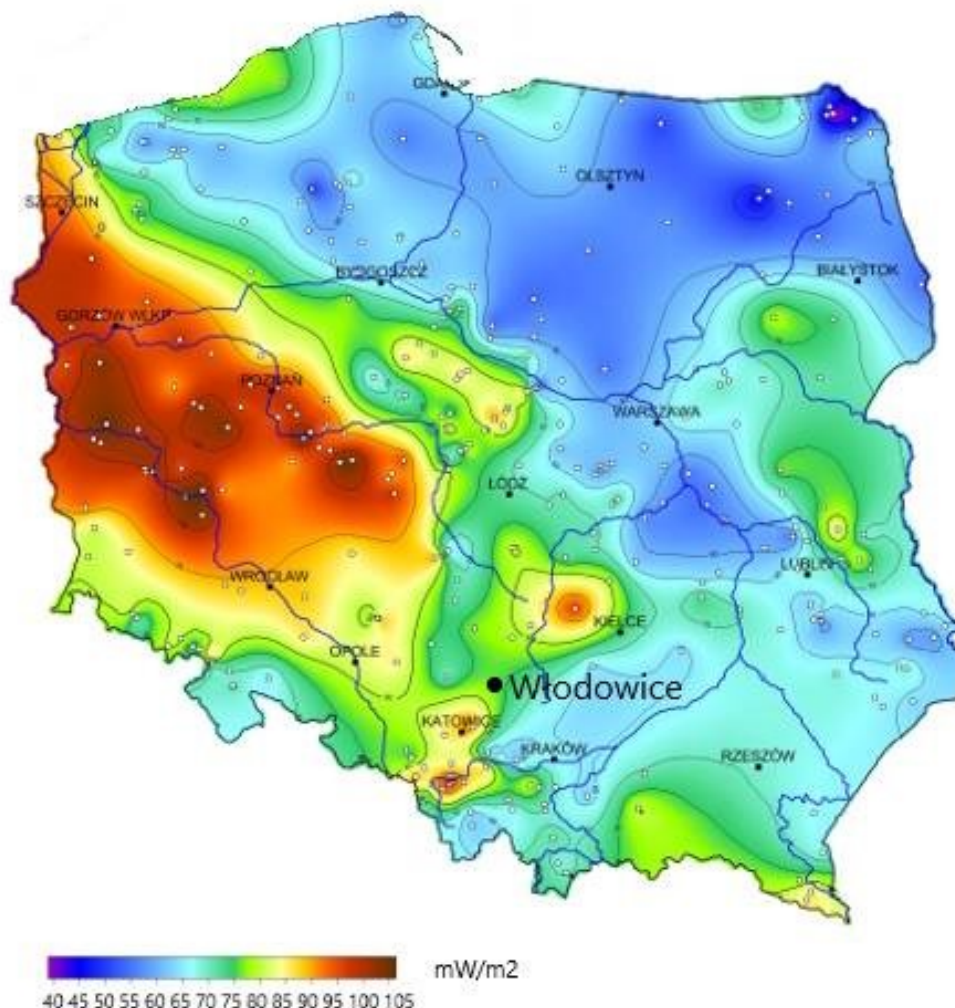 GDAŃSK
OLSZTYN
SZCZECIN
BYDGOSZCZ
BIAŁYSTOK
GORZÓW WLKP
POZNAŃ
WARSZAWA
ŁÓDŹ
LUBLIN
WROCŁAW
KIELCE
OPOLE
Włodowice
KATOWICE
KRAKÓW
RZESZÓW
mW/m2
40 45 50 55 60 65 70 75 80 85 90 95 100 105